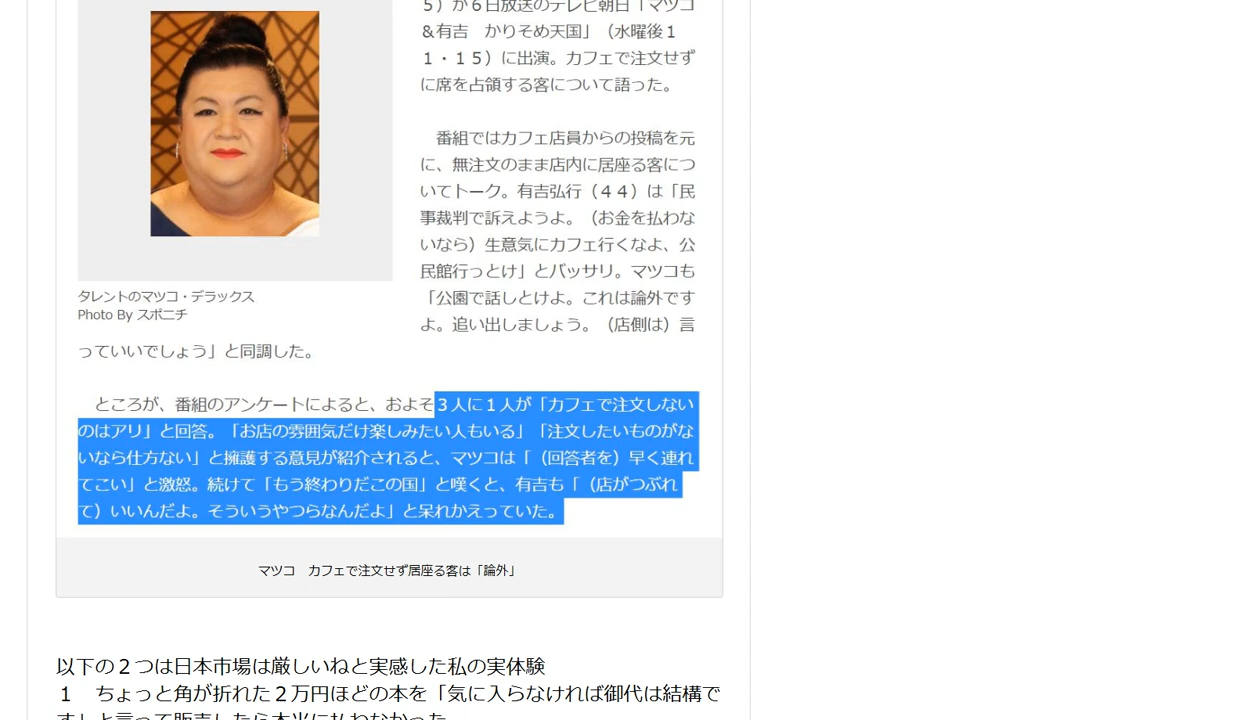 ５）が６日放送のテレビ朝日「マツコ
＆有吉　かりそめ天国」（水曜後１
１・１５）に出演。カフェで注文せず
に席を占領する客について語った。
　番組ではカフェ店員からの投稿を元
に、無注文のまま店内に居座る客につ
いてトーク。有吉弘行（４４）は「民
事裁判で訴えようよ。（お金を払わな
いなら）生意気にカフェ行くなよ、公
民館行っとけ」とバッサリ。マツコも
「公園で話しとけよ。これは論外です
よ。追い出しましょう。（店側は）言
っていいでしょう」と同調した。
タレントのマツコ・デラックス
Photo By スポニチ
　ところが、番組のアンケートによると、およそ３人に１人が「カフェで注文しない
のはアリ」と回答。「お店の雰囲気だけ楽しみたい人もいる」「注文したいものがな
いなら仕方ない」と擁護する意見が紹介されると、マツコは「（回答者を）早く連れ
てこい」と激怒。続けて「もう終わりだこの国」と嘆くと、有吉も「（店がつぶれ
て）いいんだよ。そういうやつらなんだよ」と呆れかえっていた。
マツコ　カフェで注文せず居座る客は「論外」
以下の２つは日本市場は厳しいねと実感した私の実体験
１　ちょっと角が折れた２万円ほどの本を「気に入らなければ御代は結構で
す」と言って販売したら本当に払わなかった